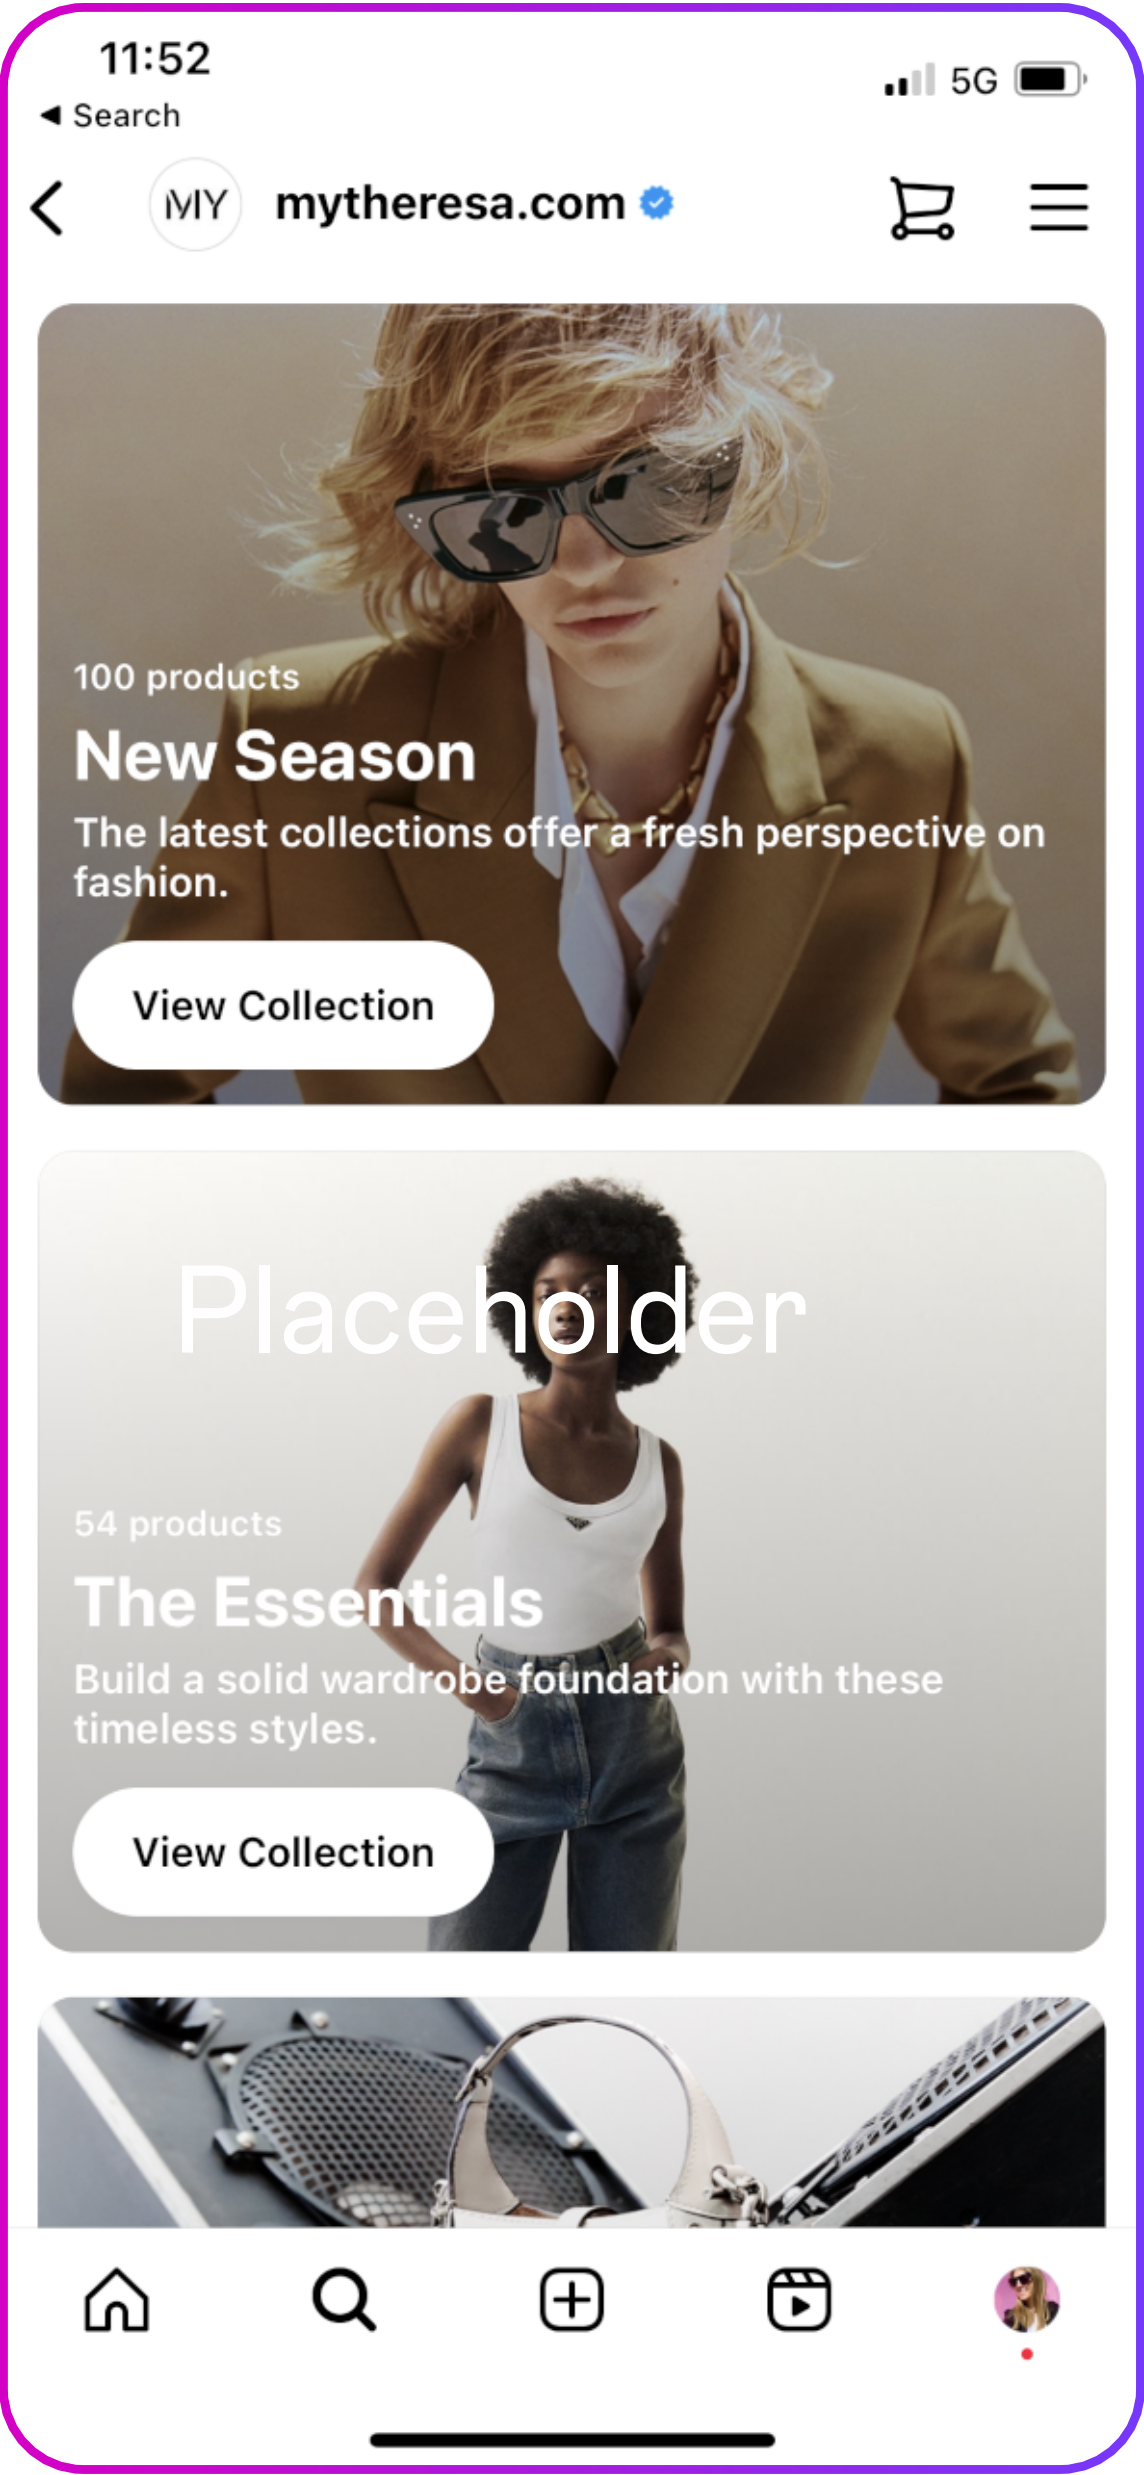 11:52
5G
Search
MY mytheresa.com
100 products
New Season
The latest collections offer a fresh perspective on
fashion.
View Collection
Placeholder
54 products
The Essentials
Build a solid wardrobe foundation with these
timeless styles.
View Collection